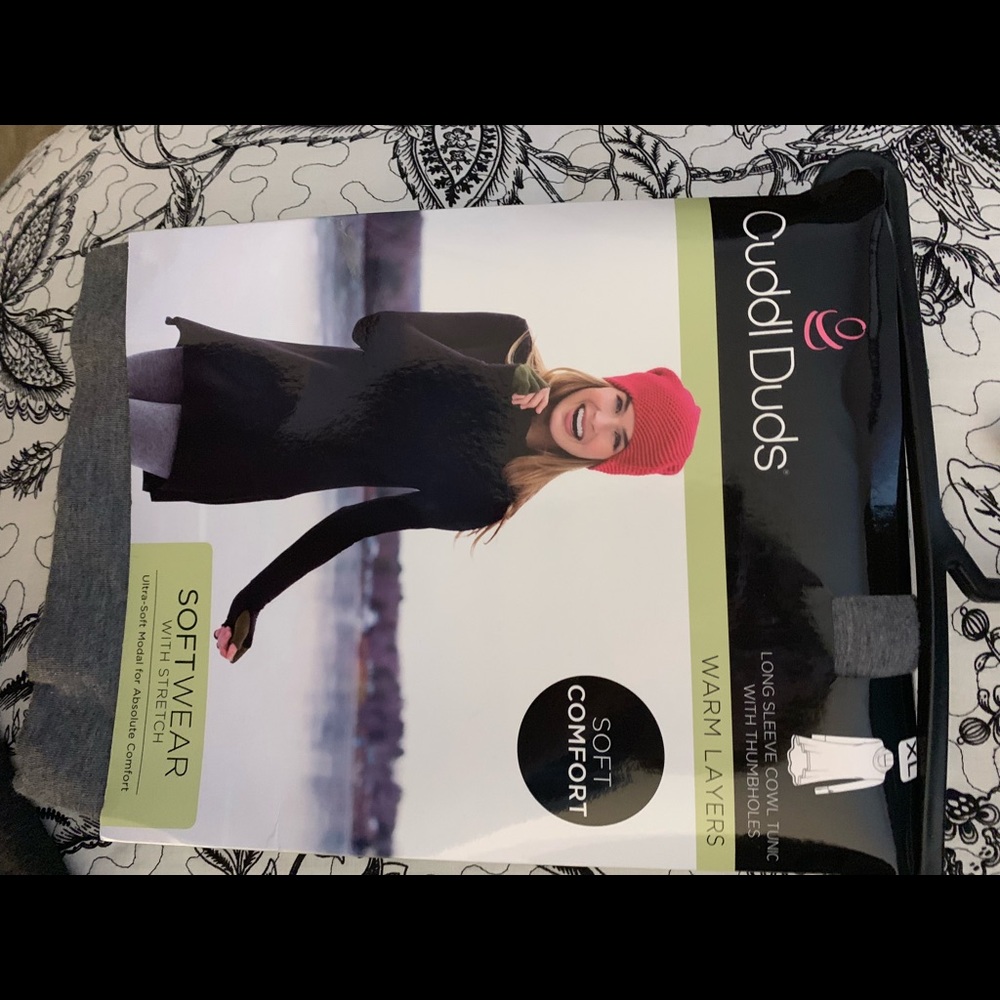 Cuddl Duds®
XL
LONG SLEEVE COWL TUNIC
WITH THUMBHOLES
WARM LAYERS
SOFT
COMFORT
SOFTWEAR
WITH STRETCH
Ultra-Soft Modal for Absolute Comfort